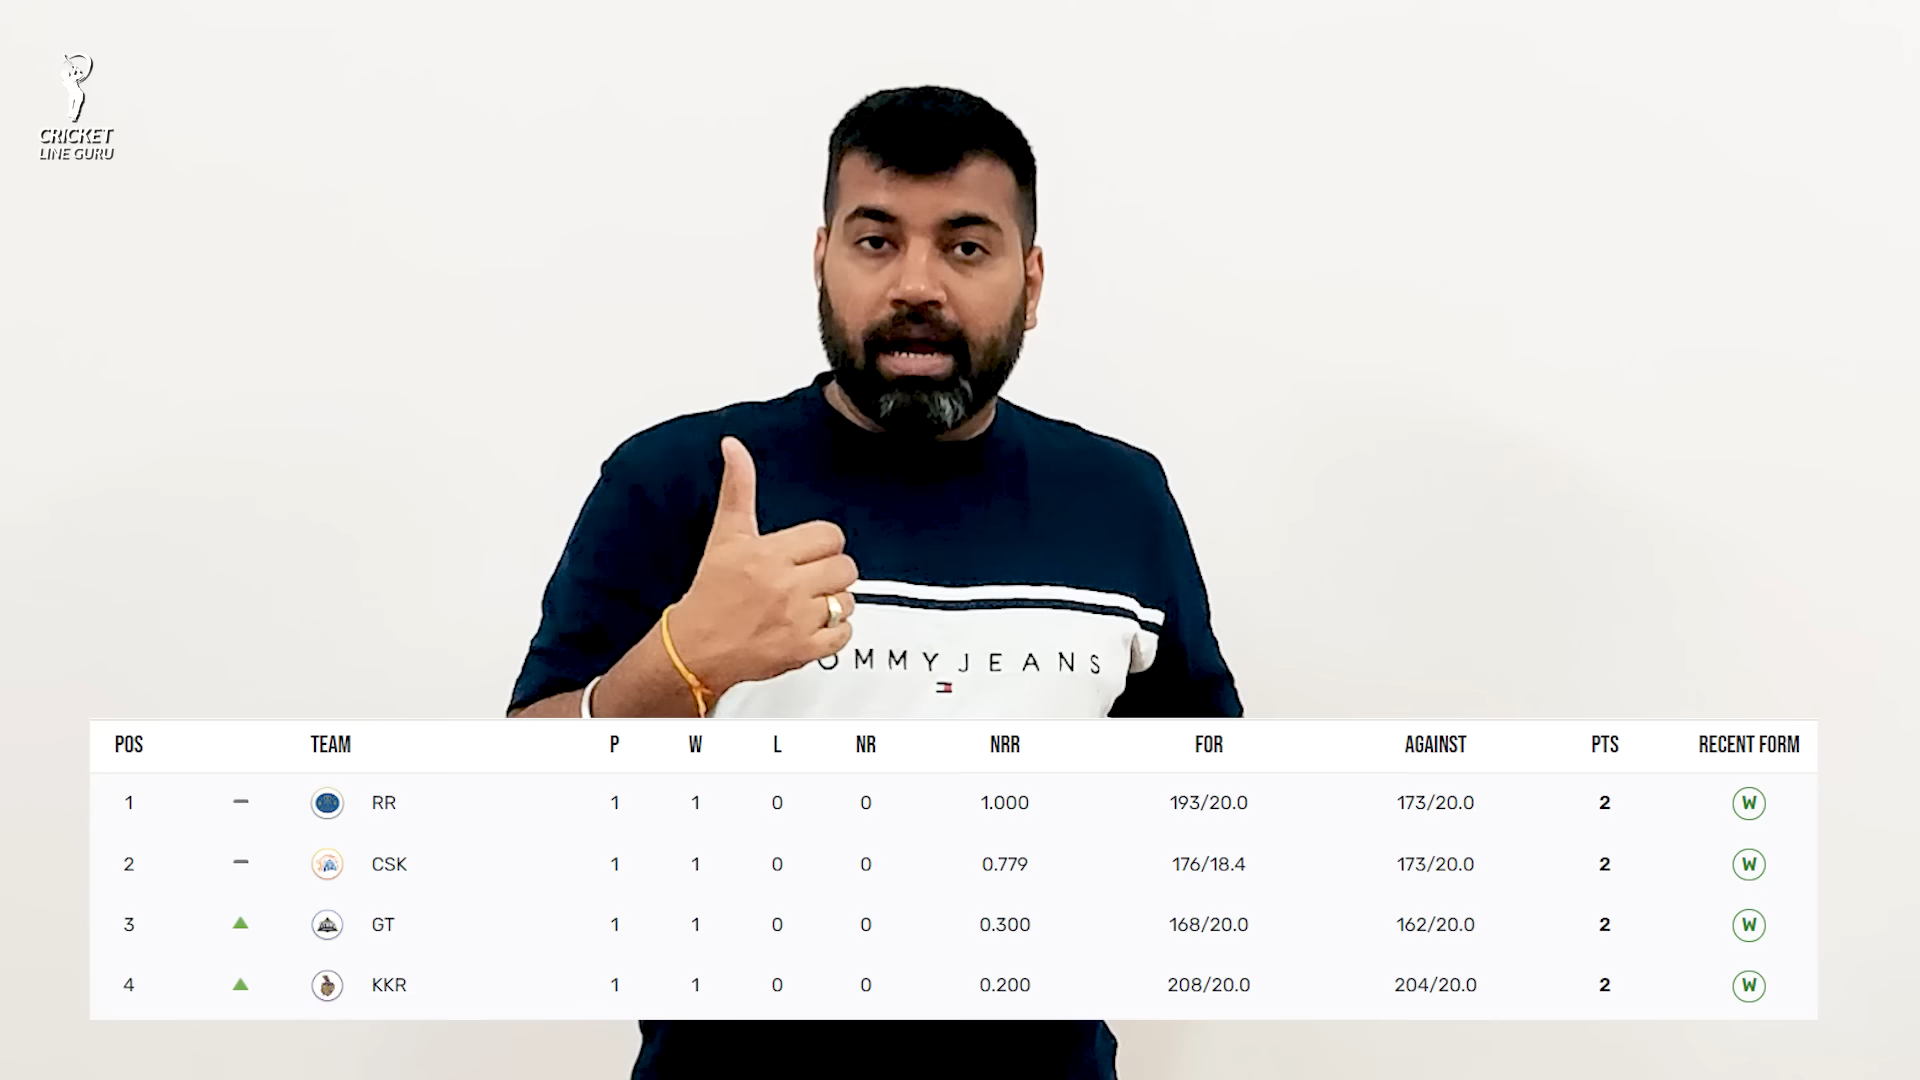 CRICKET
LINE GURU
OMMY JEANS
POS TEAM P W L NR NRR FOR AGAINST PTS RECENT FORM
1 RR 1 1 0 0 1.000 193/20.0 173/20.0 2 W
2 CSK 1 1 0 0 0.779 176/18.4 173/20.0 2 W
3 GT 1 1 0 0 0.300 168/20.0 162/20.0 2 W
4 KKR 1 1 0 0 0.200 208/20.0 204/20.0 2 W